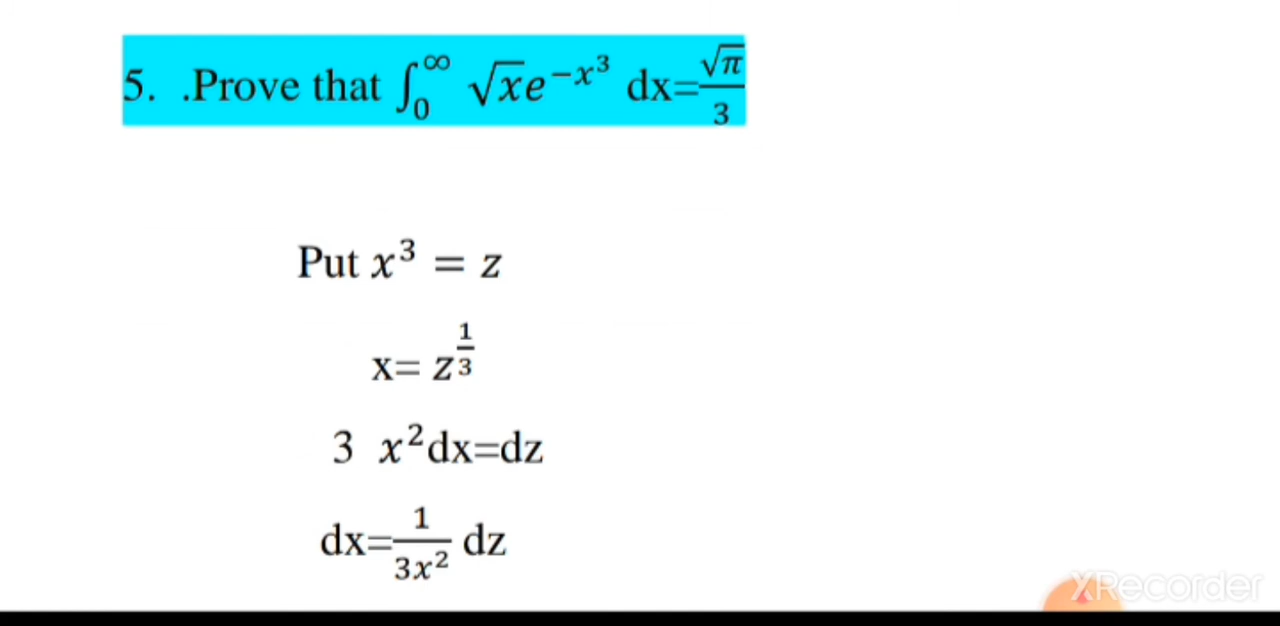 5. .Prove that ∫₀^∞ √x e^{−x³} dx=√π/3
Put x³ = z
x= z^{1/3}
3 x²dx=dz
dx=1/(3x²) dz
XRecorder